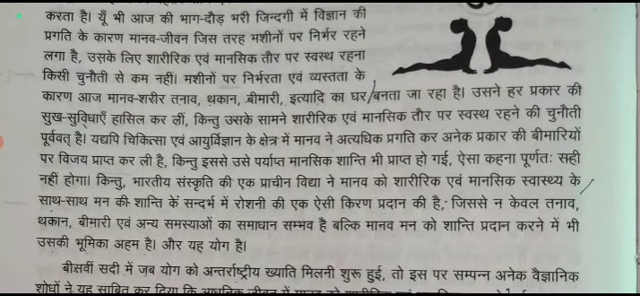 करता है। यूँ भी आज की भाग-दौड़ भरी जिन्दगी में विज्ञान की
प्रगति के कारण मानव-जीवन जिस तरह मशीनों पर निर्भर रहने
लगा है, उसके लिए शारीरिक एवं मानसिक तौर पर स्वस्थ रहना
किसी चुनौती से कम नहीं। मशीनों पर निर्भरता एवं व्यस्तता के
कारण आज मानव-शरीर तनाव, थकान, बीमारी, इत्यादि का घर बनता जा रहा है। उसने हर प्रकार की
सुख-सुविधाएँ हासिल कर लीं, किन्तु उसके सामने शारीरिक एवं मानसिक तौर पर स्वस्थ रहने की चुनौती
पूर्ववत् है। यद्यपि चिकित्सा एवं आयुर्विज्ञान के क्षेत्र में मानव ने अत्यधिक प्रगति कर अनेक प्रकार की बीमारियों
पर विजय प्राप्त कर ली है, किन्तु इससे उसे पर्याप्त मानसिक शान्ति भी प्राप्त हो गई, ऐसा कहना पूर्णतः सही
नहीं होगा। किन्तु, भारतीय संस्कृति की एक प्राचीन विद्या ने मानव को शारीरिक एवं मानसिक स्वास्थ्य के
साथ-साथ मन की शान्ति के सन्दर्भ में रोशनी की एक ऐसी किरण प्रदान की है, जिससे न केवल तनाव,
थकान, बीमारी एवं अन्य समस्याओं का समाधान सम्भव है बल्कि मानव मन को शान्ति प्रदान करने में भी
उसकी भूमिका अहम है। और यह योग है।
बीसवीं सदी में जब योग को अन्तर्राष्ट्रीय ख्याति मिलनी शुरू हुई, तो इस पर सम्पन्न अनेक वैज्ञानिक
शोधों ने यह साबित कर दिया कि आधुनिक जीवन में मानव को